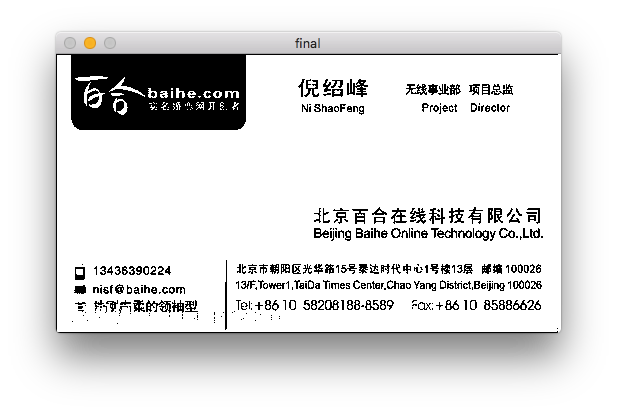 final
百合 baihe.com
实名婚恋网开创者
倪绍峰 无线事业部 项目总监
Ni ShaoFeng Project Director
北京百合在线科技有限公司
Beijing Baihe Online Technology Co.,Ltd.
13436390224
nisf@baihe.com
的领袖型
北京市朝阳区光华路15号泰达时代中心1号楼13层 邮编 100026
13/F,Tower1,TaiDa Times Center,Chao Yang District,Beijing 100026
Tel:+86 10 58208188-8589 Fax:+86 10 85886626